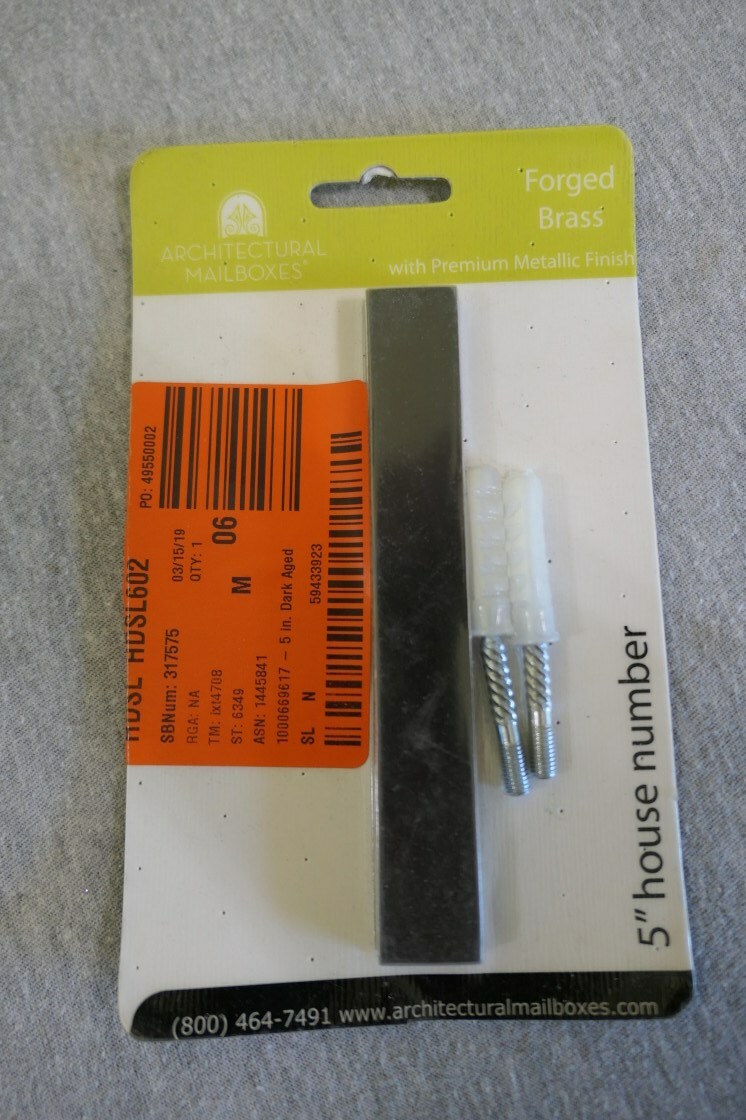 Forged
Brass
ARCHITECTURAL
MAILBOXES®
with Premium Metallic Finish
HDSL HDSL602
PO: 49550002
03/15/19
QTY: 1
06
M
SBNum: 317575
RGA: NA
TM: lxt4708
ST: 6349
ASN: 1445841
1000669617 – 5 in. Dark Aged
SL N
59433923
5" house number
(800) 464-7491 www.architecturalmailboxes.com